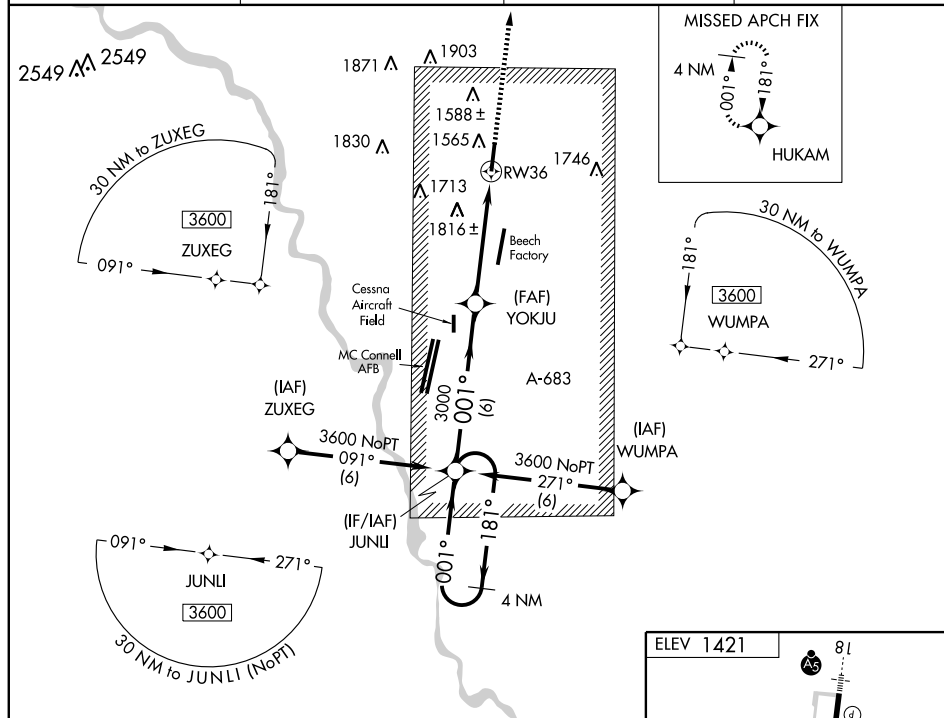 MISSED APCH FIX
4 NM
001°
181°
HUKAM
2549
2549
1871
1903
1588 ±
1830
1565
1746
RW36
1713
1816 ±
Beech
Factory
30 NM to ZUXEG
181°
3600
ZUXEG
091°
30 NM to WUMPA
181°
3600
WUMPA
271°
Cessna
Aircraft
Field
(FAF)
YOKJU
MC Connell
AFB
A-683
3000
001°
(6)
(IAF)
ZUXEG
3600 NoPT
091°
(6)
(IAF)
WUMPA
3600 NoPT
271°
(6)
(IF/IAF)
JUNLI
001°
181°
4 NM
091°
271°
JUNLI
3600
30 NM to JUNLI (NoPT)
ELEV 1421
18
A5
P